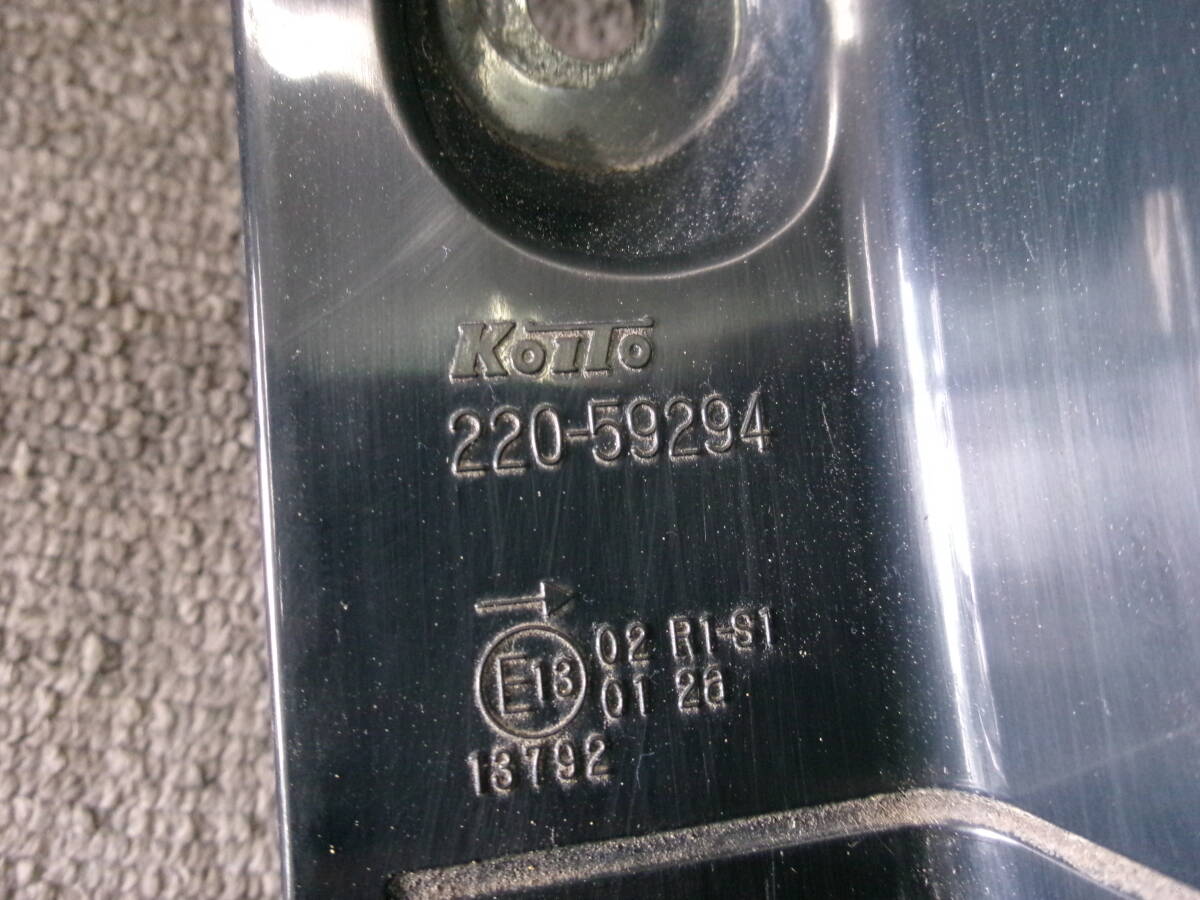 KOITO
220-59294
→
E13 02 R1-S1
01 2a
13792